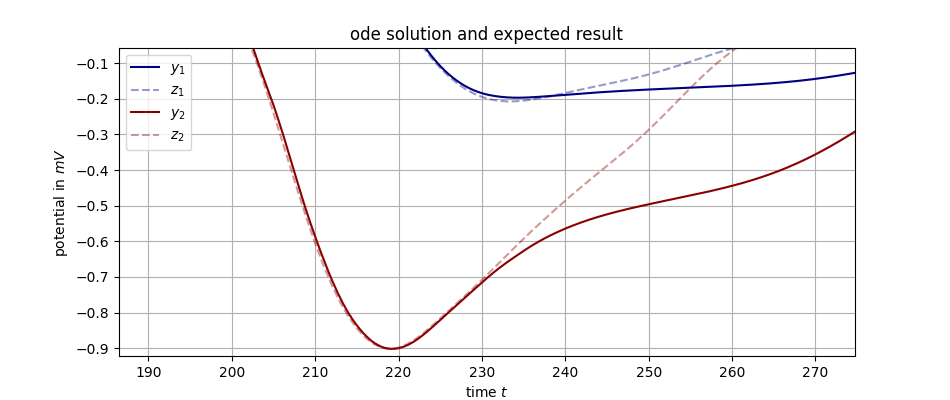 ode solution and expected result
potential in mV
−0.1
−0.2
−0.3
−0.4
−0.5
−0.6
−0.7
−0.8
−0.9
y₁
z₁
y₂
z₂
190 200 210 220 230 240 250 260 270
time t